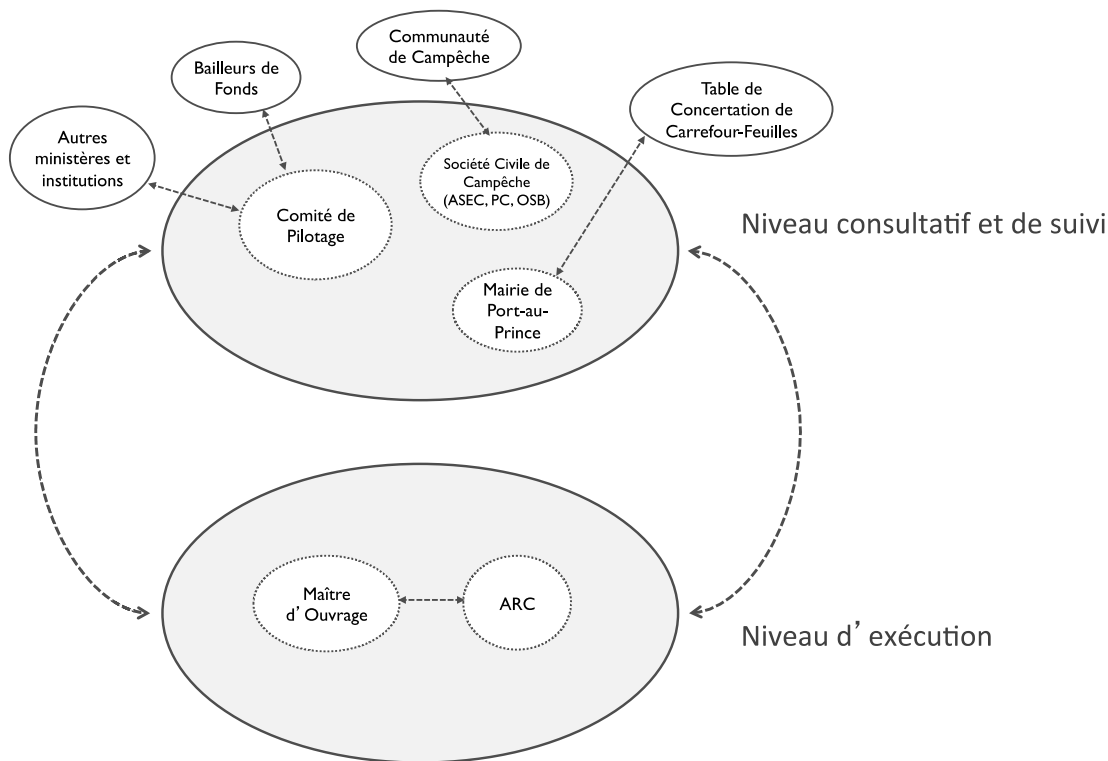 Communauté
de Campêche
Bailleurs de
Fonds
Table de
Concertation de
Carrefour-Feuilles
Autres
ministères et
institutions
Société Civile de
Campêche
(ASEC, PC, OSB)
Comité de
Pilotage
Niveau consultatif et de suivi
Mairie de
Port-au-
Prince
Maître
d’ Ouvrage
ARC
Niveau d’ exécution